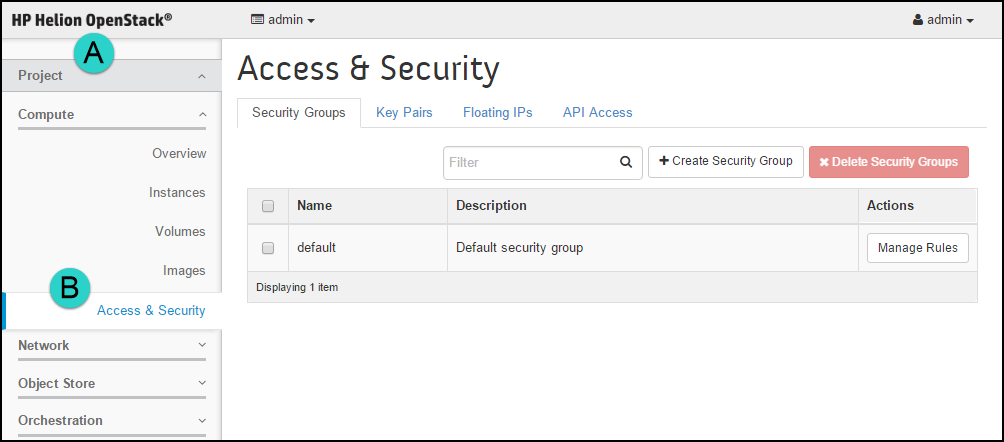 HP Helion OpenStack®
admin
admin
A
Project
Compute
Overview
Instances
Volumes
Images
B
Access & Security
Network
Object Store
Orchestration
Access & Security
Security Groups Key Pairs Floating IPs API Access
Filter Create Security Group Delete Security Groups
Name Description Actions
default Default security group Manage Rules
Displaying 1 item